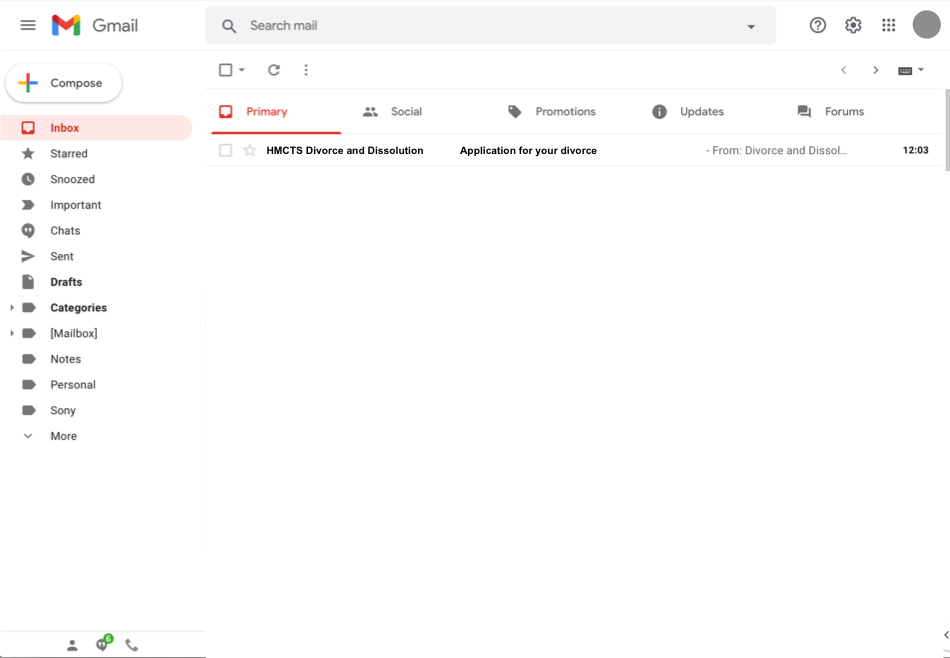 Gmail
Search mail
Compose
Inbox
Starred
Snoozed
Important
Chats
Sent
Drafts
Categories
[Mailbox]
Notes
Personal
Sony
More
6
Primary Social Promotions Updates Forums
HMCTS Divorce and Dissolution Application for your divorce - From: Divorce and Dissol... 12:03